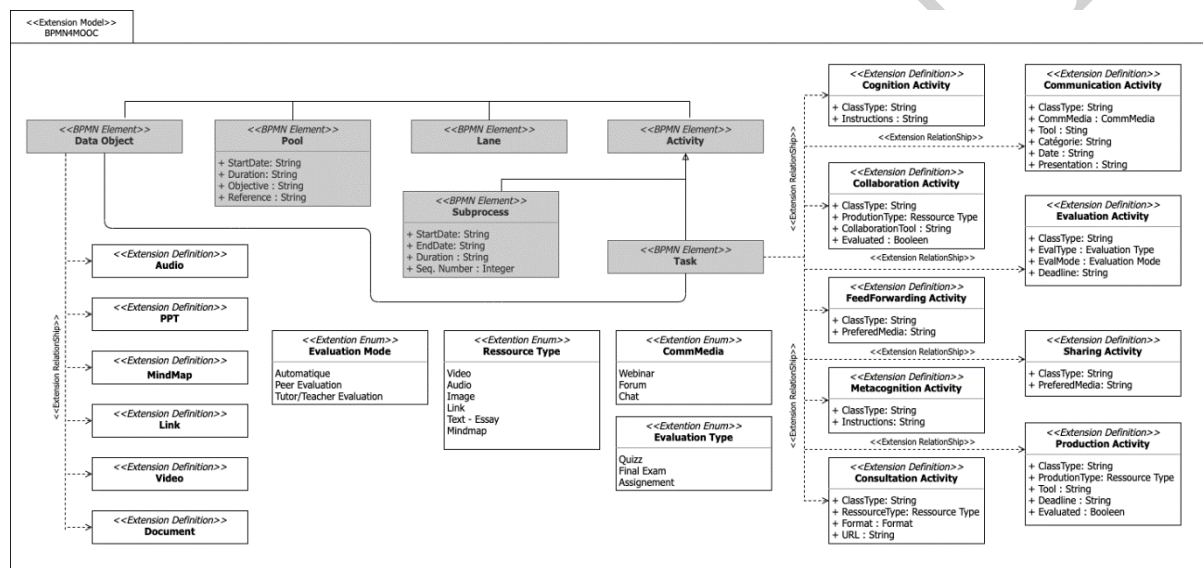 <<Extension Model>>
BPMN4MOOC
<<BPMN Element>>
Data Object
<<BPMN Element>>
Pool
+ StartDate: String
+ Duration: String
+ Objective : String
+ Reference : String
<<BPMN Element>>
Lane
<<BPMN Element>>
Activity
<<BPMN Element>>
Subprocess
+ StartDate: String
+ EndDate: String
+ Duration : String
+ Seq. Number : Integer
<<BPMN Element>>
Task
<<Extension RelationShip>>
<<Extension Definition>>
Audio
<<Extension Definition>>
PPT
<<Extension Definition>>
MindMap
<<Extension Definition>>
Link
<<Extension Definition>>
Video
<<Extension Definition>>
Document
<<Extention Enum>>
Evaluation Mode
Automatique
Peer Evaluation
Tutor/Teacher Evaluation
<<Extention Enum>>
Ressource Type
Video
Audio
Image
Link
Text - Essay
Mindmap
<<Extention Enum>>
CommMedia
Webinar
Forum
Chat
<<Extention Enum>>
Evaluation Type
Quizz
Final Exam
Assignement
<<Extension RelationShip>>
<<Extension RelationShip>>
<<Extension Definition>>
Cognition Activity
+ ClassType: String
+ Instructions : String
<<Extension RelationShip>>
<<Extension Definition>>
Communication Activity
+ ClassType: String
+ CommMedia : CommMedia
+ Tool : Sting
+ Catégorie: String
+ Date : String
+ Presentation : String
<<Extension Definition>>
Collaboration Activity
+ ClassType: String
+ ProdutionType: Ressource Type
+ CollaborationTool : String
+ Evaluated : Booleen
<<Extension RelationShip>>
<<Extension Definition>>
Evaluation Activity
+ ClassType: String
+ EvalType : Evaluation Type
+ EvalMode : Evaluation Mode
+ Deadline: String
<<Extension Definition>>
FeedForwarding Activity
+ ClassType: String
+ PreferedMedia: String
<<Extension RelationShip>>
<<Extension Definition>>
Sharing Activity
+ ClassType: String
+ PreferedMedia: String
<<Extension Definition>>
Metacognition Activity
+ ClassType: String
+ Instructions: String
<<Extension RelationShip>>
<<Extension Definition>>
Production Activity
+ ClassType: String
+ ProdutionType: Ressource Type
+ Tool : String
+ Deadline : String
+ Evaluated : Booleen
<<Extension Definition>>
Consultation Activity
+ ClassType: String
+ RessourceType: Ressource Type
+ Format : Format
+ URL : String